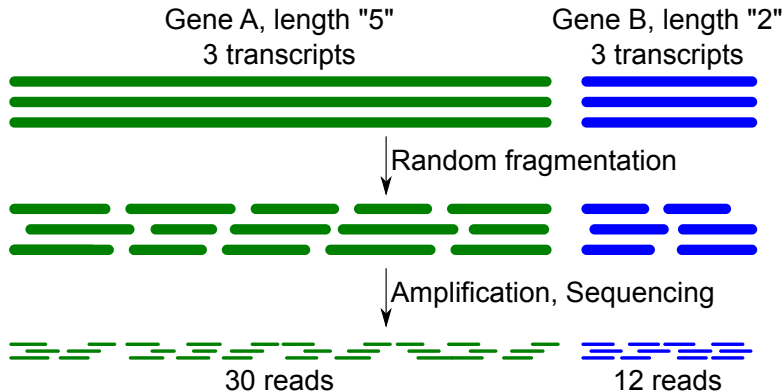 Gene A, length "5"
3 transcripts
Gene B, length "2"
3 transcripts
Random fragmentation
Amplification, Sequencing
30 reads
12 reads